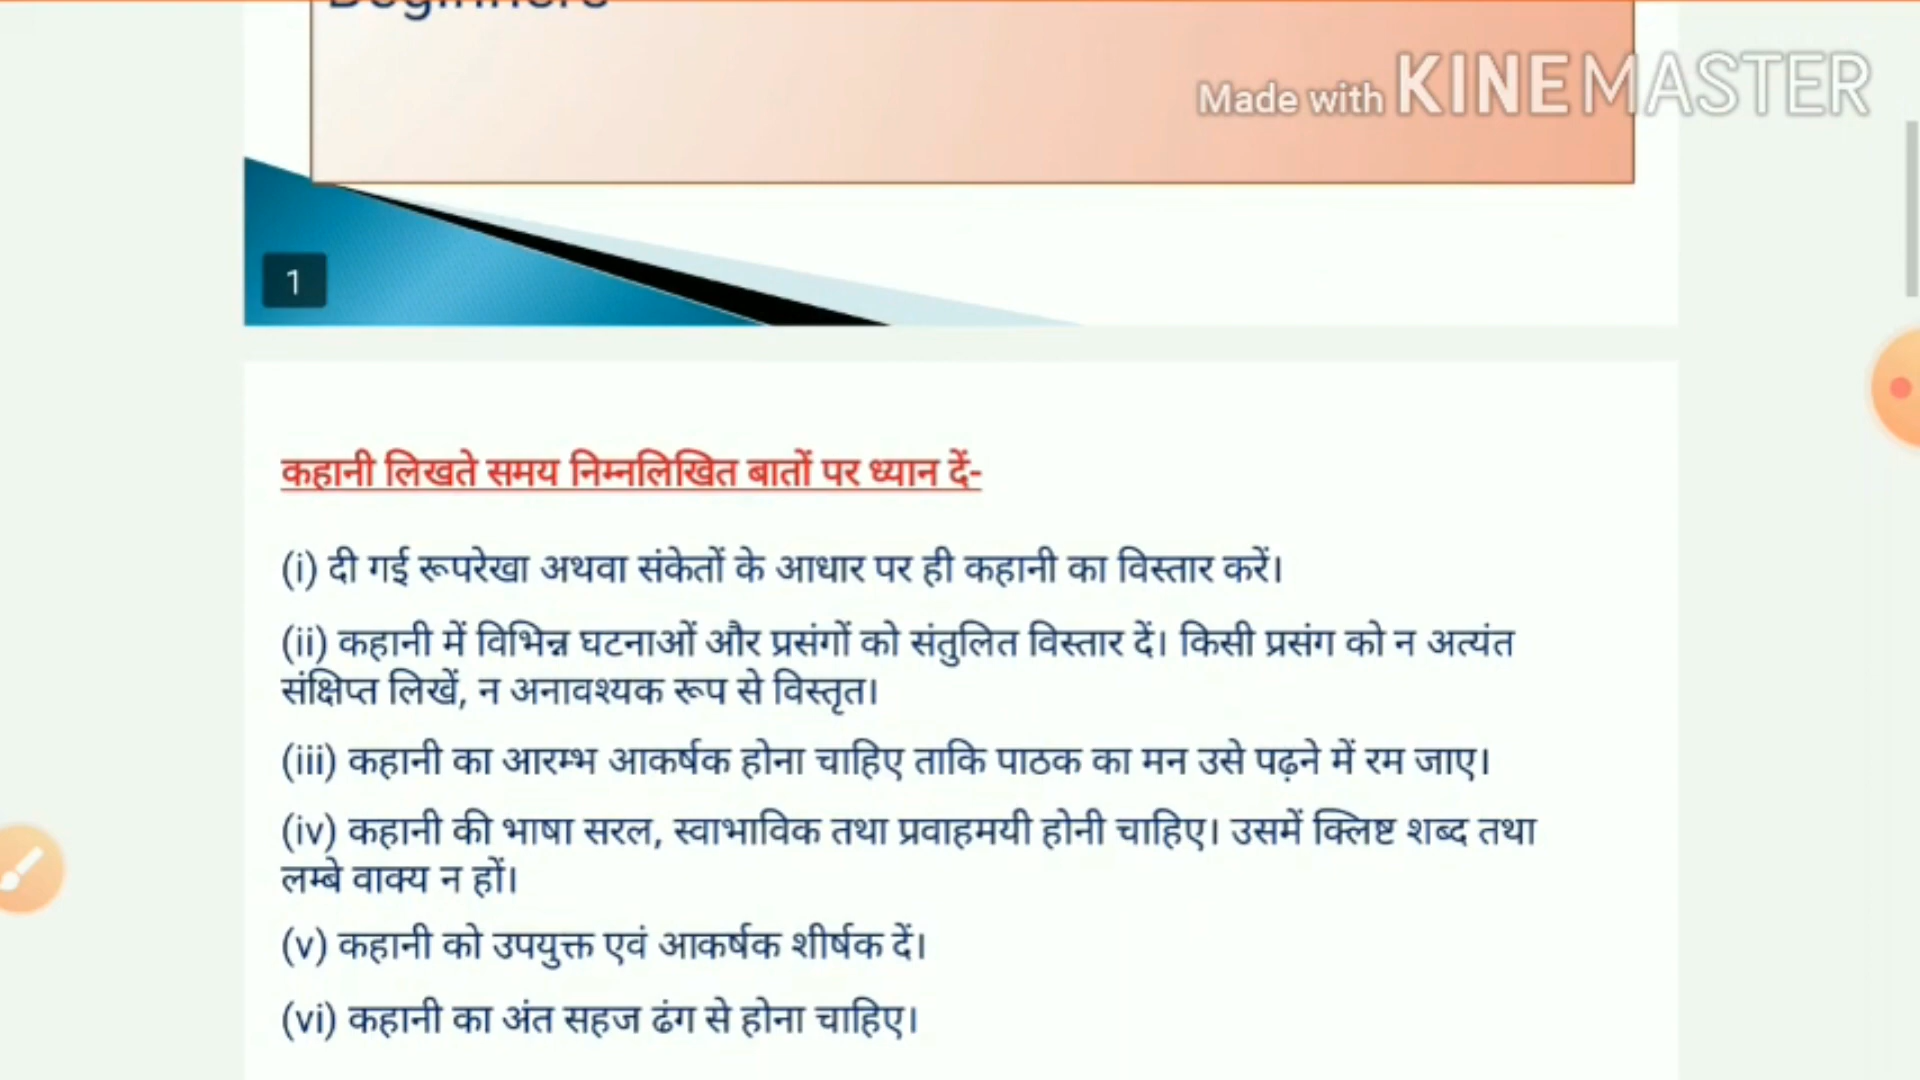 Made with KINEMASTER
1
कहानी लिखते समय निम्नलिखित बातों पर ध्यान दें-
(i) दी गई रूपरेखा अथवा संकेतों के आधार पर ही कहानी का विस्तार करें।
(ii) कहानी में विभिन्न घटनाओं और प्रसंगों को संतुलित विस्तार दें। किसी प्रसंग को न अत्यंत
संक्षिप्त लिखें, न अनावश्यक रूप से विस्तृत।
(iii) कहानी का आरम्भ आकर्षक होना चाहिए ताकि पाठक का मन उसे पढ़ने में रम जाए।
(iv) कहानी की भाषा सरल, स्वाभाविक तथा प्रवाहमयी होनी चाहिए। उसमें क्लिष्ट शब्द तथा
लम्बे वाक्य न हों।
(v) कहानी को उपयुक्त एवं आकर्षक शीर्षक दें।
(vi) कहानी का अंत सहज ढंग से होना चाहिए।